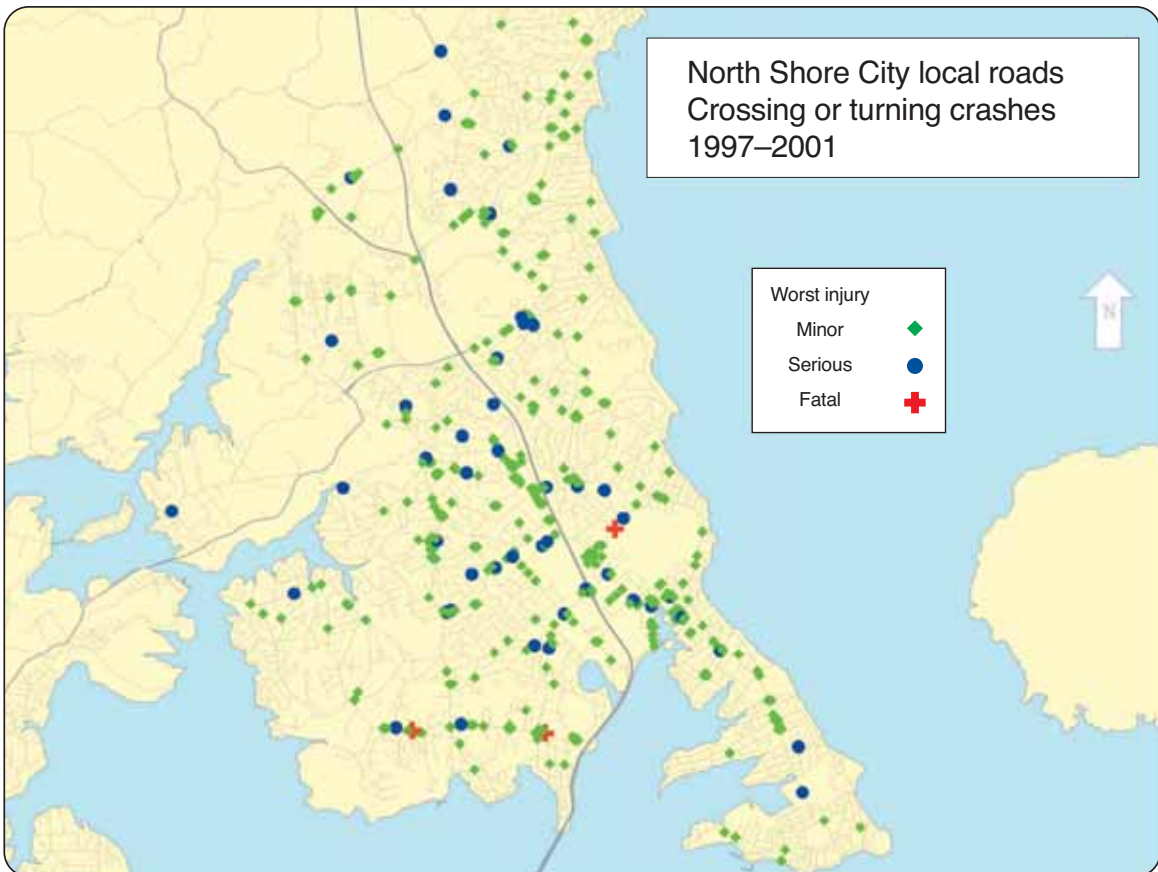 North Shore City local roads
Crossing or turning crashes
1997–2001
Worst injury
Minor
Serious
Fatal
N